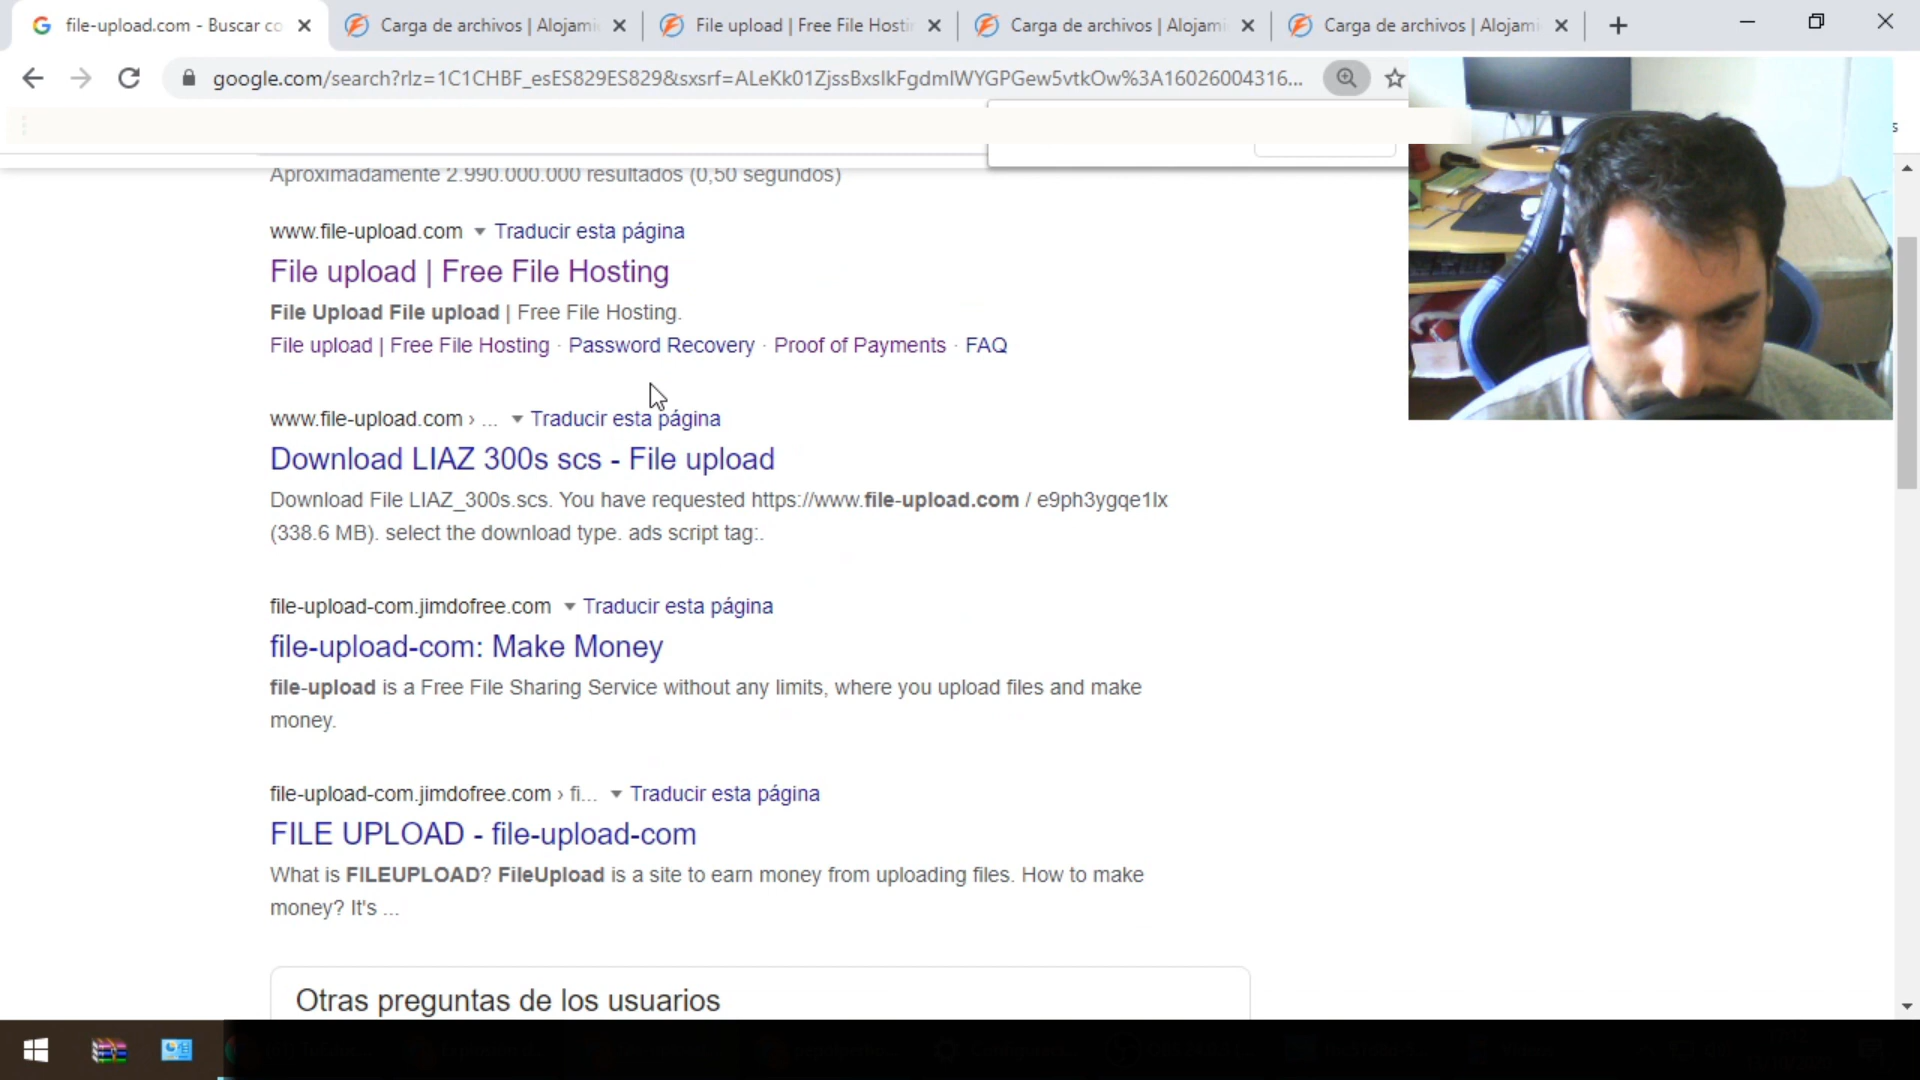 file-upload.com - Buscar co
Carga de archivos | Alojami
File upload | Free File Hosti
Carga de archivos | Alojami
Carga de archivos | Alojami
google.com/search?rlz=1C1CHBF_esES829ES829&sxsrf=ALeKk01ZjssBxsIkFgdmlWYGPGew5vtkOw%3A16026004316...
Aproximadamente 2.990.000.000 resultados (0,50 segundos)
www.file-upload.com Traducir esta página
File upload | Free File Hosting
File Upload File upload | Free File Hosting.
File upload | Free File Hosting · Password Recovery · Proof of Payments · FAQ
www.file-upload.com › ... Traducir esta página
Download LIAZ 300s scs - File upload
Download File LIAZ_300s.scs. You have requested https://www.file-upload.com / e9ph3ygqe1lx
(338.6 MB). select the download type. ads script tag:.
file-upload-com.jimdofree.com Traducir esta página
file-upload-com: Make Money
file-upload is a Free File Sharing Service without any limits, where you upload files and make
money.
file-upload-com.jimdofree.com › fi... Traducir esta página
FILE UPLOAD - file-upload-com
What is FILEUPLOAD? FileUpload is a site to earn money from uploading files. How to make
money? It's ...
Otras preguntas de los usuarios